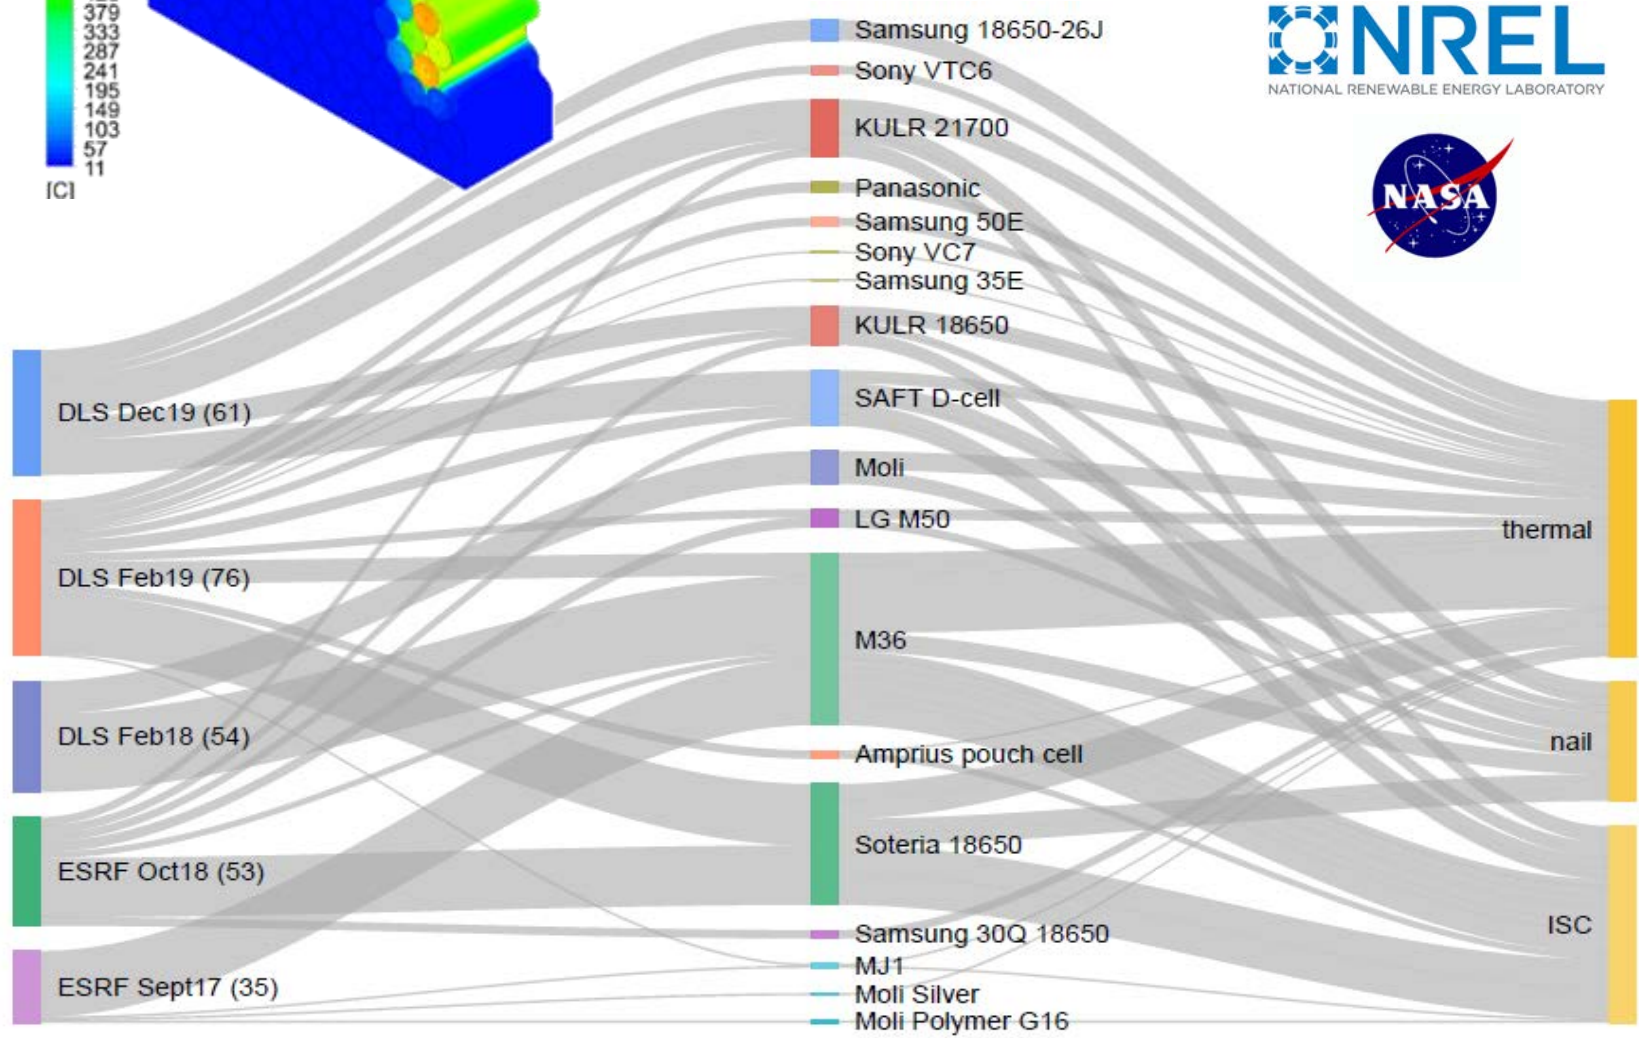 379
333
287
241
195
149
103
57
11
[C]
Samsung 18650-26J
Sony VTC6
KULR 21700
Panasonic
Samsung 50E
Sony VC7
Samsung 35E
KULR 18650
SAFT D-cell
Moli
LG M50
M36
Amprius pouch cell
Soteria 18650
Samsung 30Q 18650
MJ1
Moli Silver
Moli Polymer G16
NREL
NATIONAL RENEWABLE ENERGY LABORATORY
NASA
DLS Dec19 (61)
DLS Feb19 (76)
DLS Feb18 (54)
ESRF Oct18 (53)
ESRF Sept17 (35)
thermal
nail
ISC